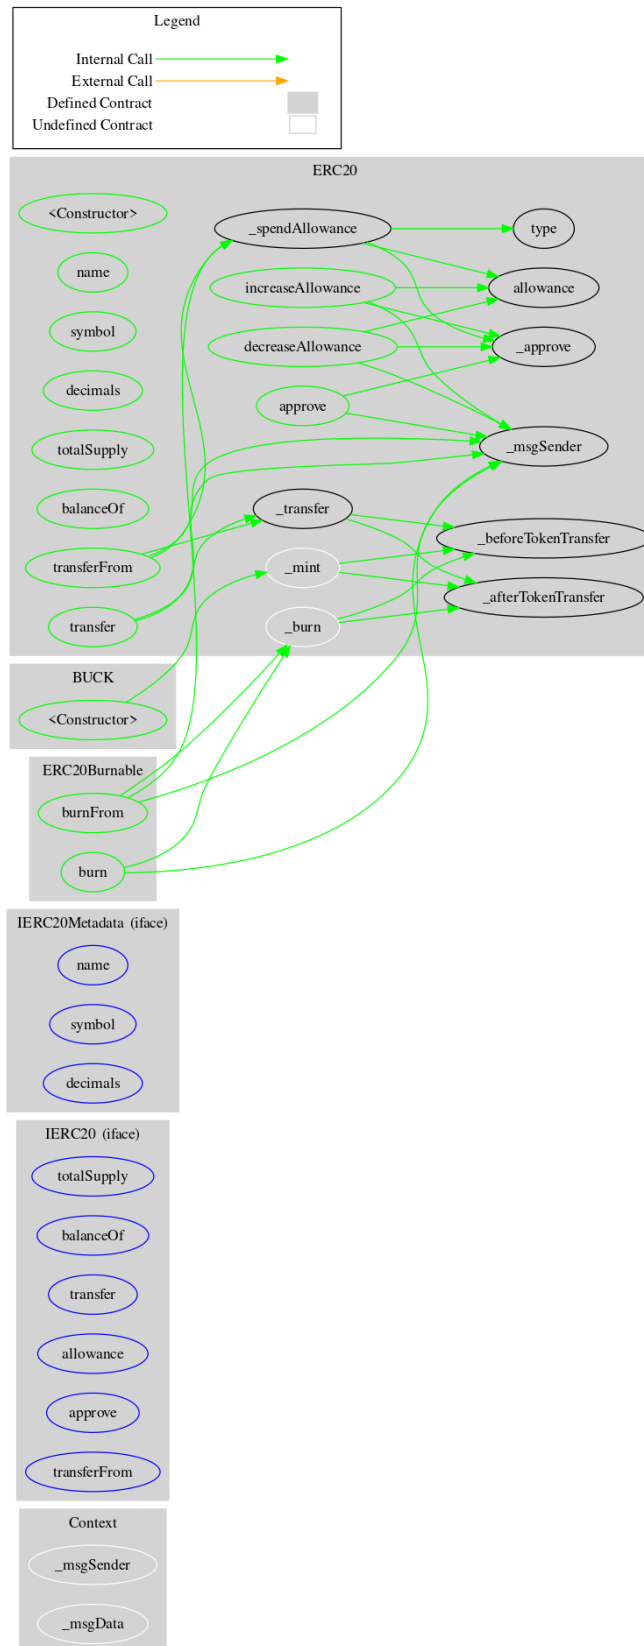 Legend
Internal Call
External Call
Defined Contract
Undefined Contract
ERC20
<Constructor>
name
symbol
decimals
totalSupply
balanceOf
transferFrom
transfer
_spendAllowance
increaseAllowance
decreaseAllowance
approve
_transfer
_mint
_burn
type
allowance
_approve
_msgSender
_beforeTokenTransfer
_afterTokenTransfer
BUCK
<Constructor>
ERC20Burnable
burnFrom
burn
IERC20Metadata (iface)
name
symbol
decimals
IERC20 (iface)
totalSupply
balanceOf
transfer
allowance
approve
transferFrom
Context
_msgSender
_msgData